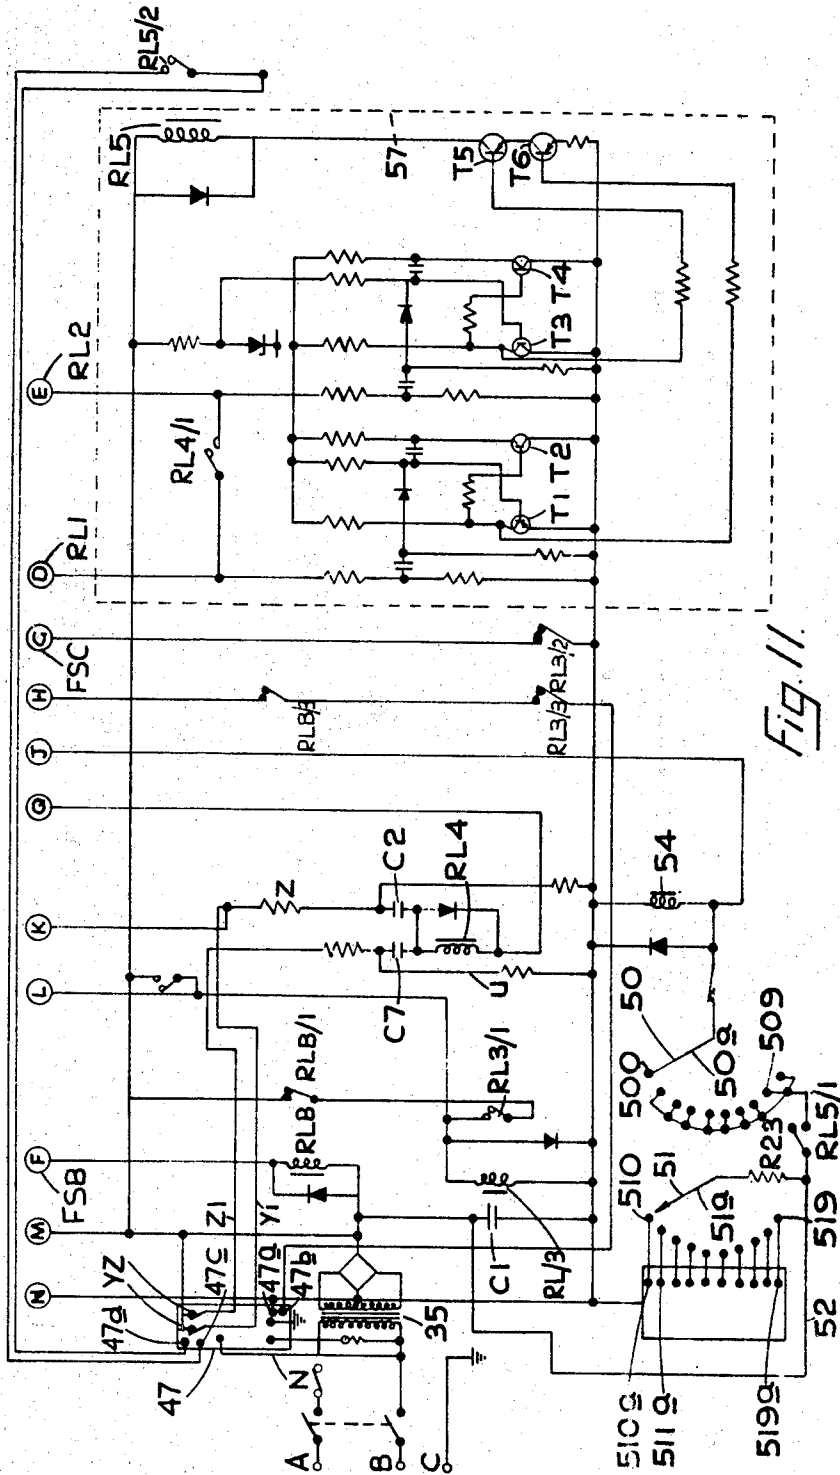 RL5/2
RL5
57
T5
T6
E
RL2
RL4/1
T4
T3
D
RL1
T2
T1
G
FSC
RL3/2
H
RLB/3
RL3/3
J
Q
K
Z
C2
RL4
54
L
C7
u
50
50a
500
509
RLB/1
RLB
RL3/1
RL5/1
F
FSB
RL/3
C1
R23
51
51a
510
519
M
N
Z1
Y1
YZ
47d
47c
47a
47b
47
35
N
A
B
C
510a
511a
519a
52
Fig.11.